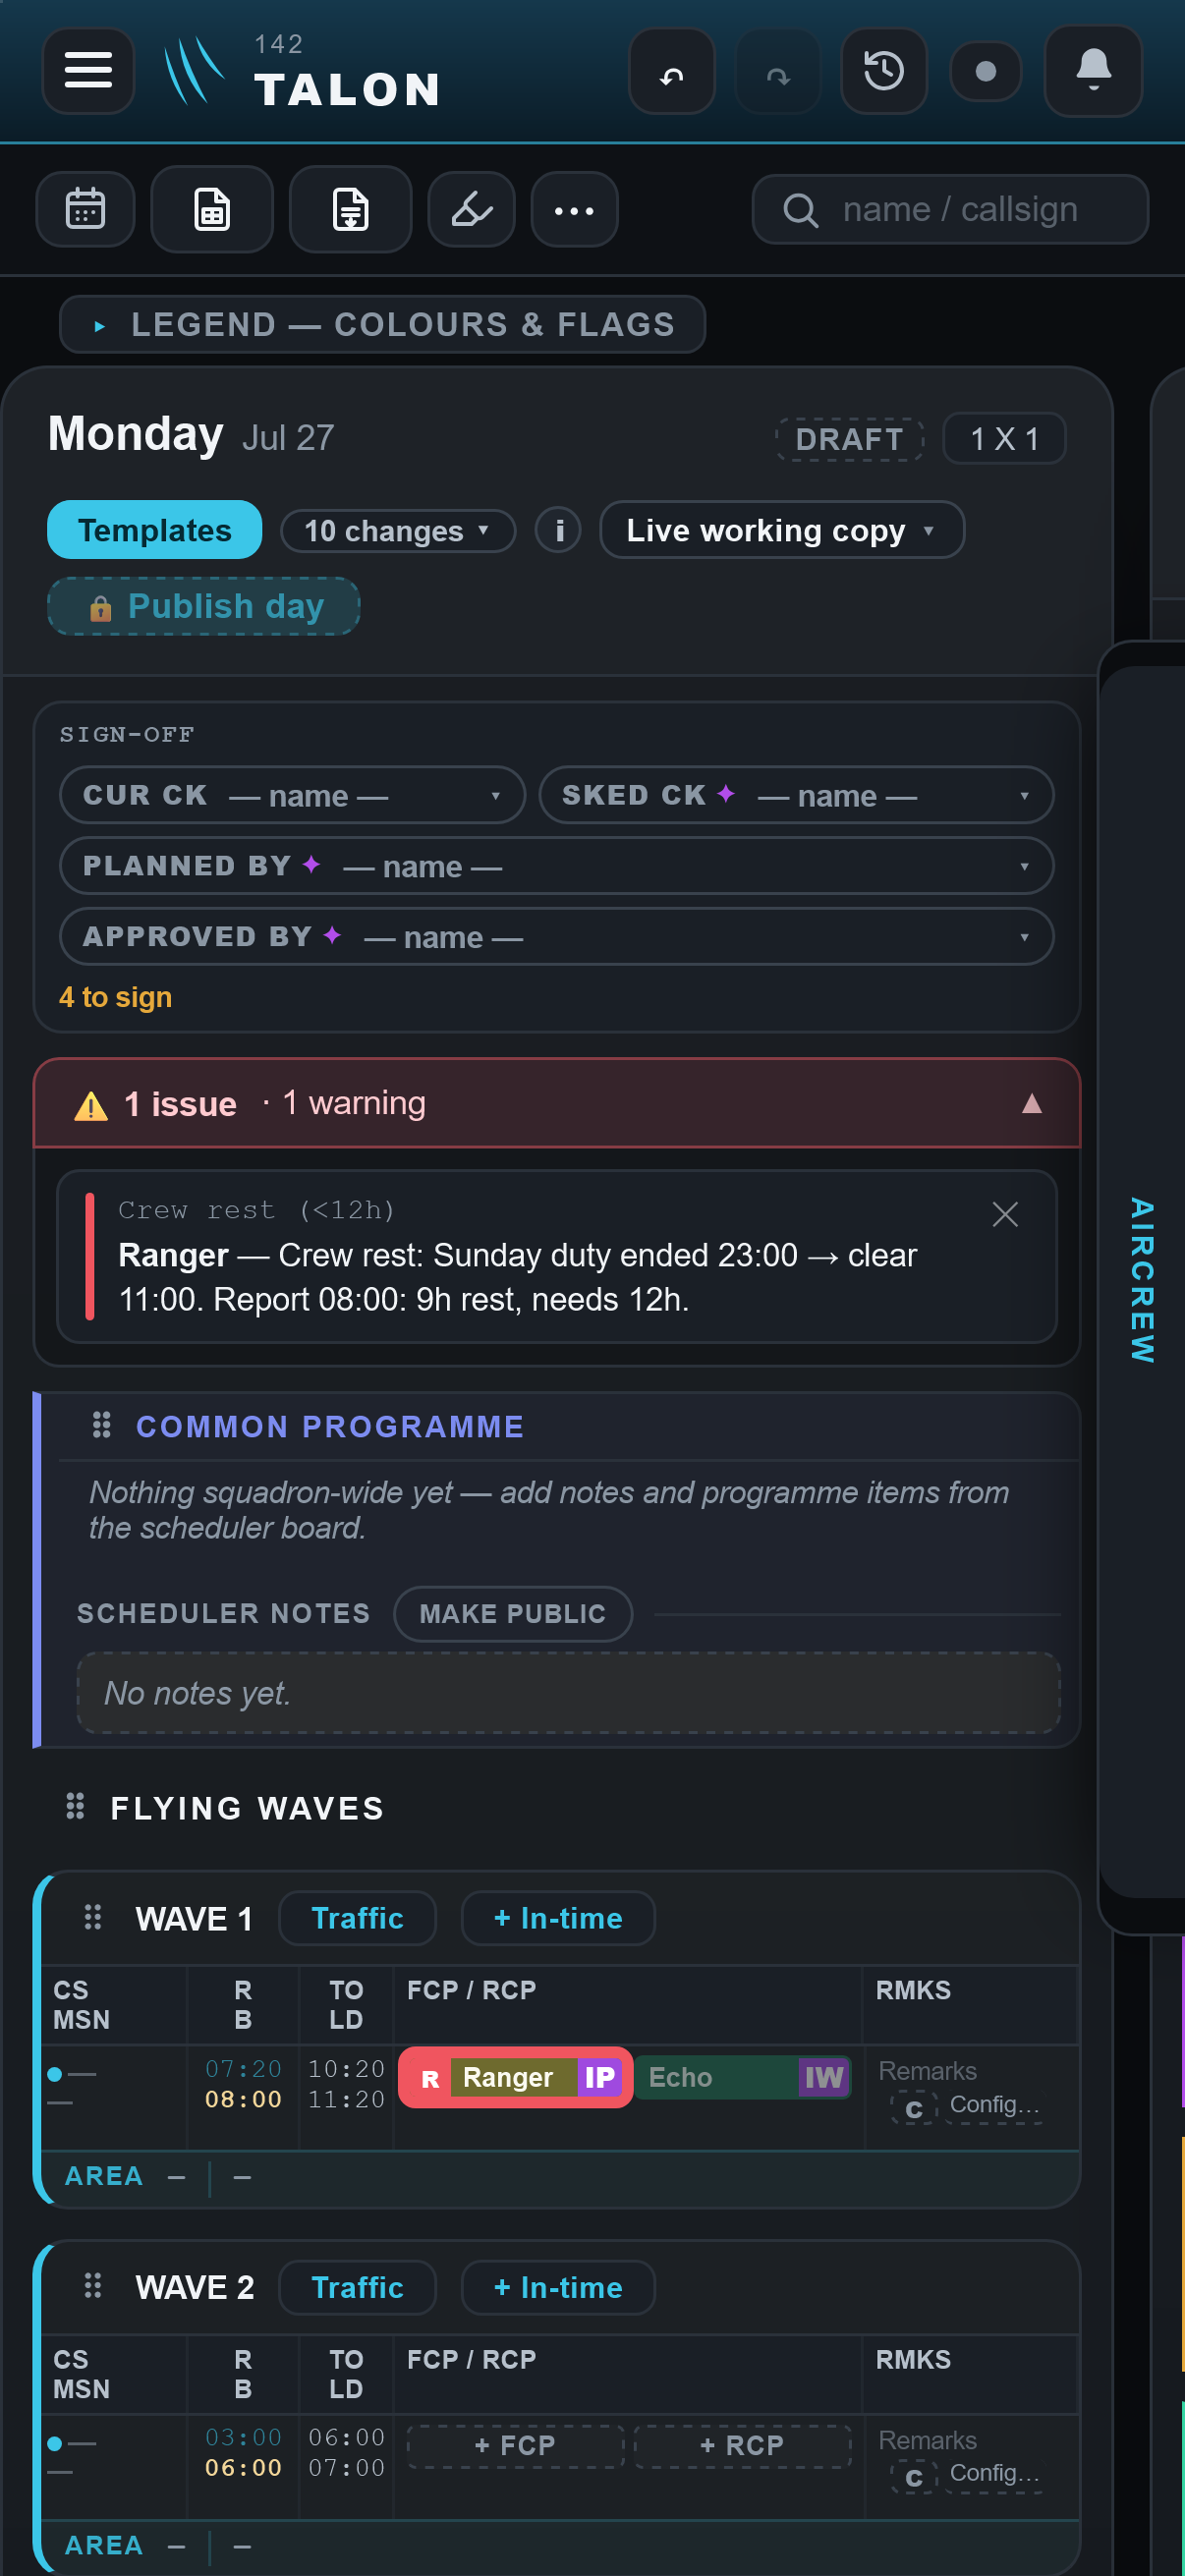 142
TALON
name / callsign
LEGEND — COLOURS & FLAGS
Monday Jul 27 DRAFT 1 X 1
Templates 10 changes ▾ i Live working copy ▾
Publish day
SIGN-OFF
CUR CK — name — ▾ SKED CK ✦ — name — ▾
PLANNED BY ✦ — name — ▾
APPROVED BY ✦ — name — ▾
4 to sign
1 issue · 1 warning ▲
Crew rest (<12h)
Ranger — Crew rest: Sunday duty ended 23:00 → clear
11:00. Report 08:00: 9h rest, needs 12h.
AIRCREW
COMMON PROGRAMME
Nothing squadron-wide yet — add notes and programme items from
the scheduler board.
SCHEDULER NOTES MAKE PUBLIC
No notes yet.
FLYING WAVES
WAVE 1 Traffic + In-time
CS R TO FCP / RCP RMKS
MSN B LD
— 07:20 10:20 R Ranger IP Echo IW Remarks
— 08:00 11:20 C Config...
AREA — | —
WAVE 2 Traffic + In-time
CS R TO FCP / RCP RMKS
MSN B LD
— 03:00 06:00 + FCP + RCP Remarks
— 06:00 07:00 C Config...
AREA — | —